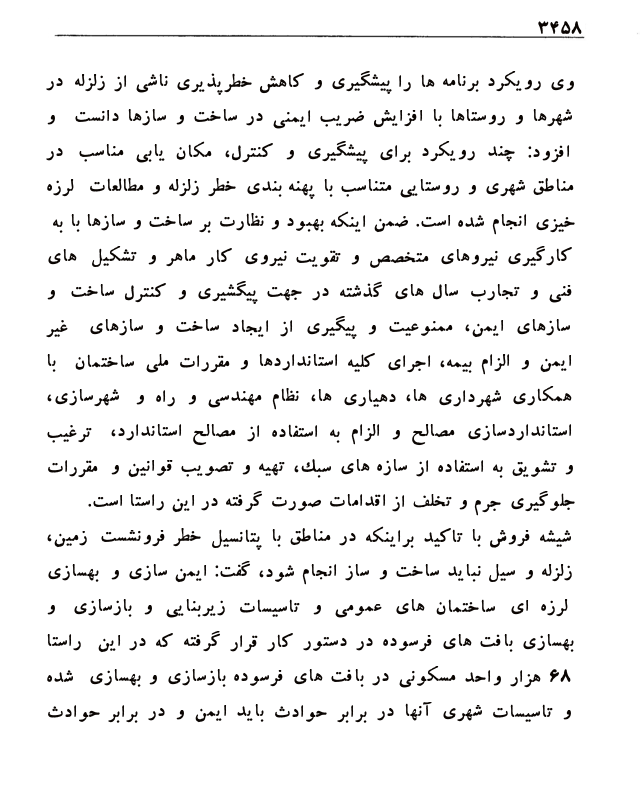 ۳۴۵۸
وی رویکرد برنامه ها را پیشگیری و کاهش خطرپذیری ناشی از زلزله در
شهرها و روستاها با افزایش ضریب ایمنی در ساخت و سازها دانست و
افزود: چند رویکرد برای پیشگیری و کنترل، مکان یابی مناسب در
مناطق شهری و روستایی متناسب با پهنه بندی خطر زلزله و مطالعات لرزه
خیزی انجام شده است. ضمن اینکه بهبود و نظارت بر ساخت و سازها با به
کارگیری نیروهای متخصص و تقویت نیروی کار ماهر و تشکیل های
فنی و تجارب سال های گذشته در جهت پیگشیری و کنترل ساخت و
سازهای ایمن، ممنوعیت و پیگیری از ایجاد ساخت و سازهای غیر
ایمن و الزام بیمه، اجرای کلیه استانداردها و مقررات ملی ساختمان با
همکاری شهرداری ها، دهیاری ها، نظام مهندسی و راه و شهرسازی،
استانداردسازی مصالح و الزام به استفاده از مصالح استاندارد، ترغیب
و تشویق به استفاده از سازه های سبك، تهیه و تصویب قوانین و مقررات
جلوگیری جرم و تخلف از اقدامات صورت گرفته در این راستا است.
شیشه فروش با تاکید براینکه در مناطق با پتانسیل خطر فرونشست زمین،
زلزله و سیل نباید ساخت و ساز انجام شود، گفت: ایمن سازی و بهسازی
لرزه ای ساختمان های عمومی و تاسیسات زیربنایی و بازسازی و
بهسازی بافت های فرسوده در دستور کار قرار گرفته که در این راستا
۶۸ هزار واحد مسکونی در بافت های فرسوده بازسازی و بهسازی شده
و تاسیسات شهری آنها در برابر حوادث باید ایمن و در برابر حوادث